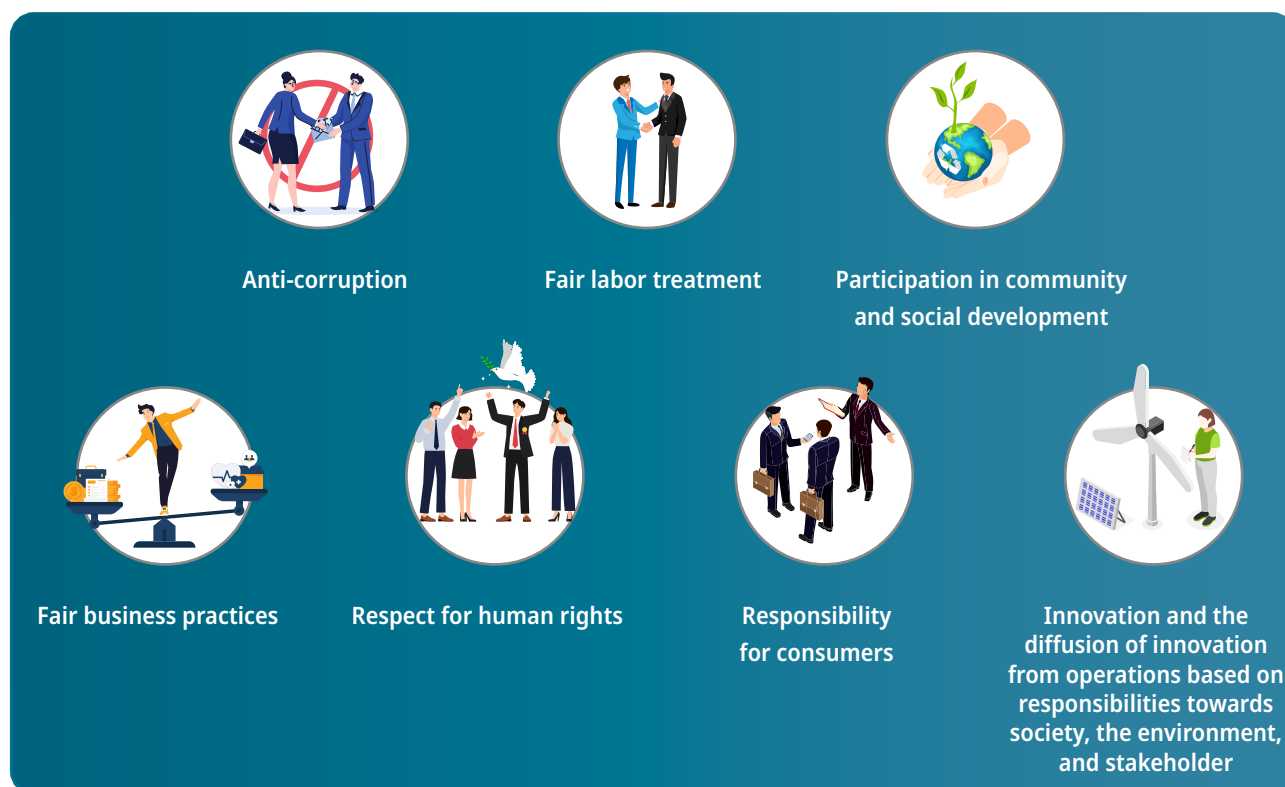 Anti-corruption
Fair labor treatment
Participation in community
and social development
Fair business practices
Respect for human rights
Responsibility
for consumers
Innovation and the
diffusion of innovation
from operations based on
responsibilities towards
society, the environment,
and stakeholder